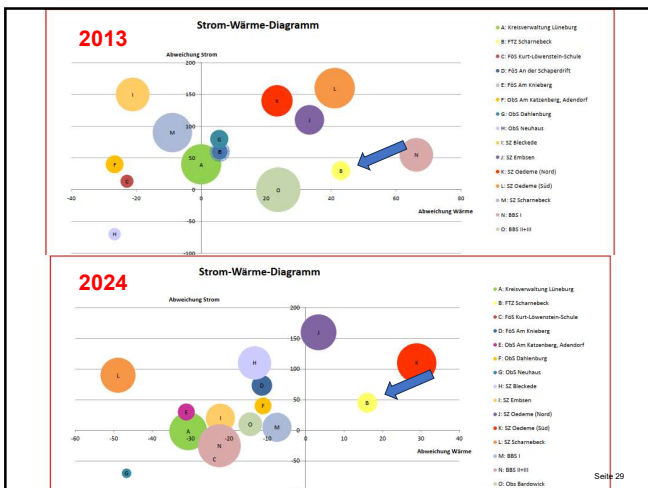 2013
Strom-Wärme-Diagramm
Abweichung Strom
200
150
100
50
0
-50
-100
-40
-20
0
20
40
60
80
Abweichung Wärme
I
L
K
J
M
G
B
A
F
C
O
B
N
H
A: Kreisverwaltung Lüneburg
B: FTZ Scharnebeck
C: FöS Kurt-Löwenstein-Schule
D: FöS An der Schaperdrift
E: FöS Am Knieberg
F: ObS Am Katzenberg, Adendorf
G: ObS Dahlenburg
H: ObS Neuhaus
I: SZ Bleckede
J: SZ Embsen
K: SZ Oedeme (Nord)
L: SZ Oedeme (Süd)
M: SZ Scharnebeck
N: BBS I
O: BBS II+III
2024
Strom-Wärme-Diagramm
Abweichung Strom
200
150
100
50
0
-50
-60
-50
-40
-30
-20
-10
0
10
20
30
40
Abweichung Wärme
J
H
K
L
D
B
E
F
I
O
A
M
N
C
G
A: Kreisverwaltung Lüneburg
B: FTZ Scharnebeck
C: FöS Kurt-Löwenstein-Schule
D: FöS Am Knieberg
E: ObS Am Katzenberg, Adendorf
F: ObS Dahlenburg
G: ObS Neuhaus
H: SZ Bleckede
I: SZ Embsen
J: SZ Oedeme (Nord)
K: SZ Oedeme (Süd)
L: SZ Scharnebeck
M: BBS I
N: BBS II+III
O: Obs Bardowick
Seite 29